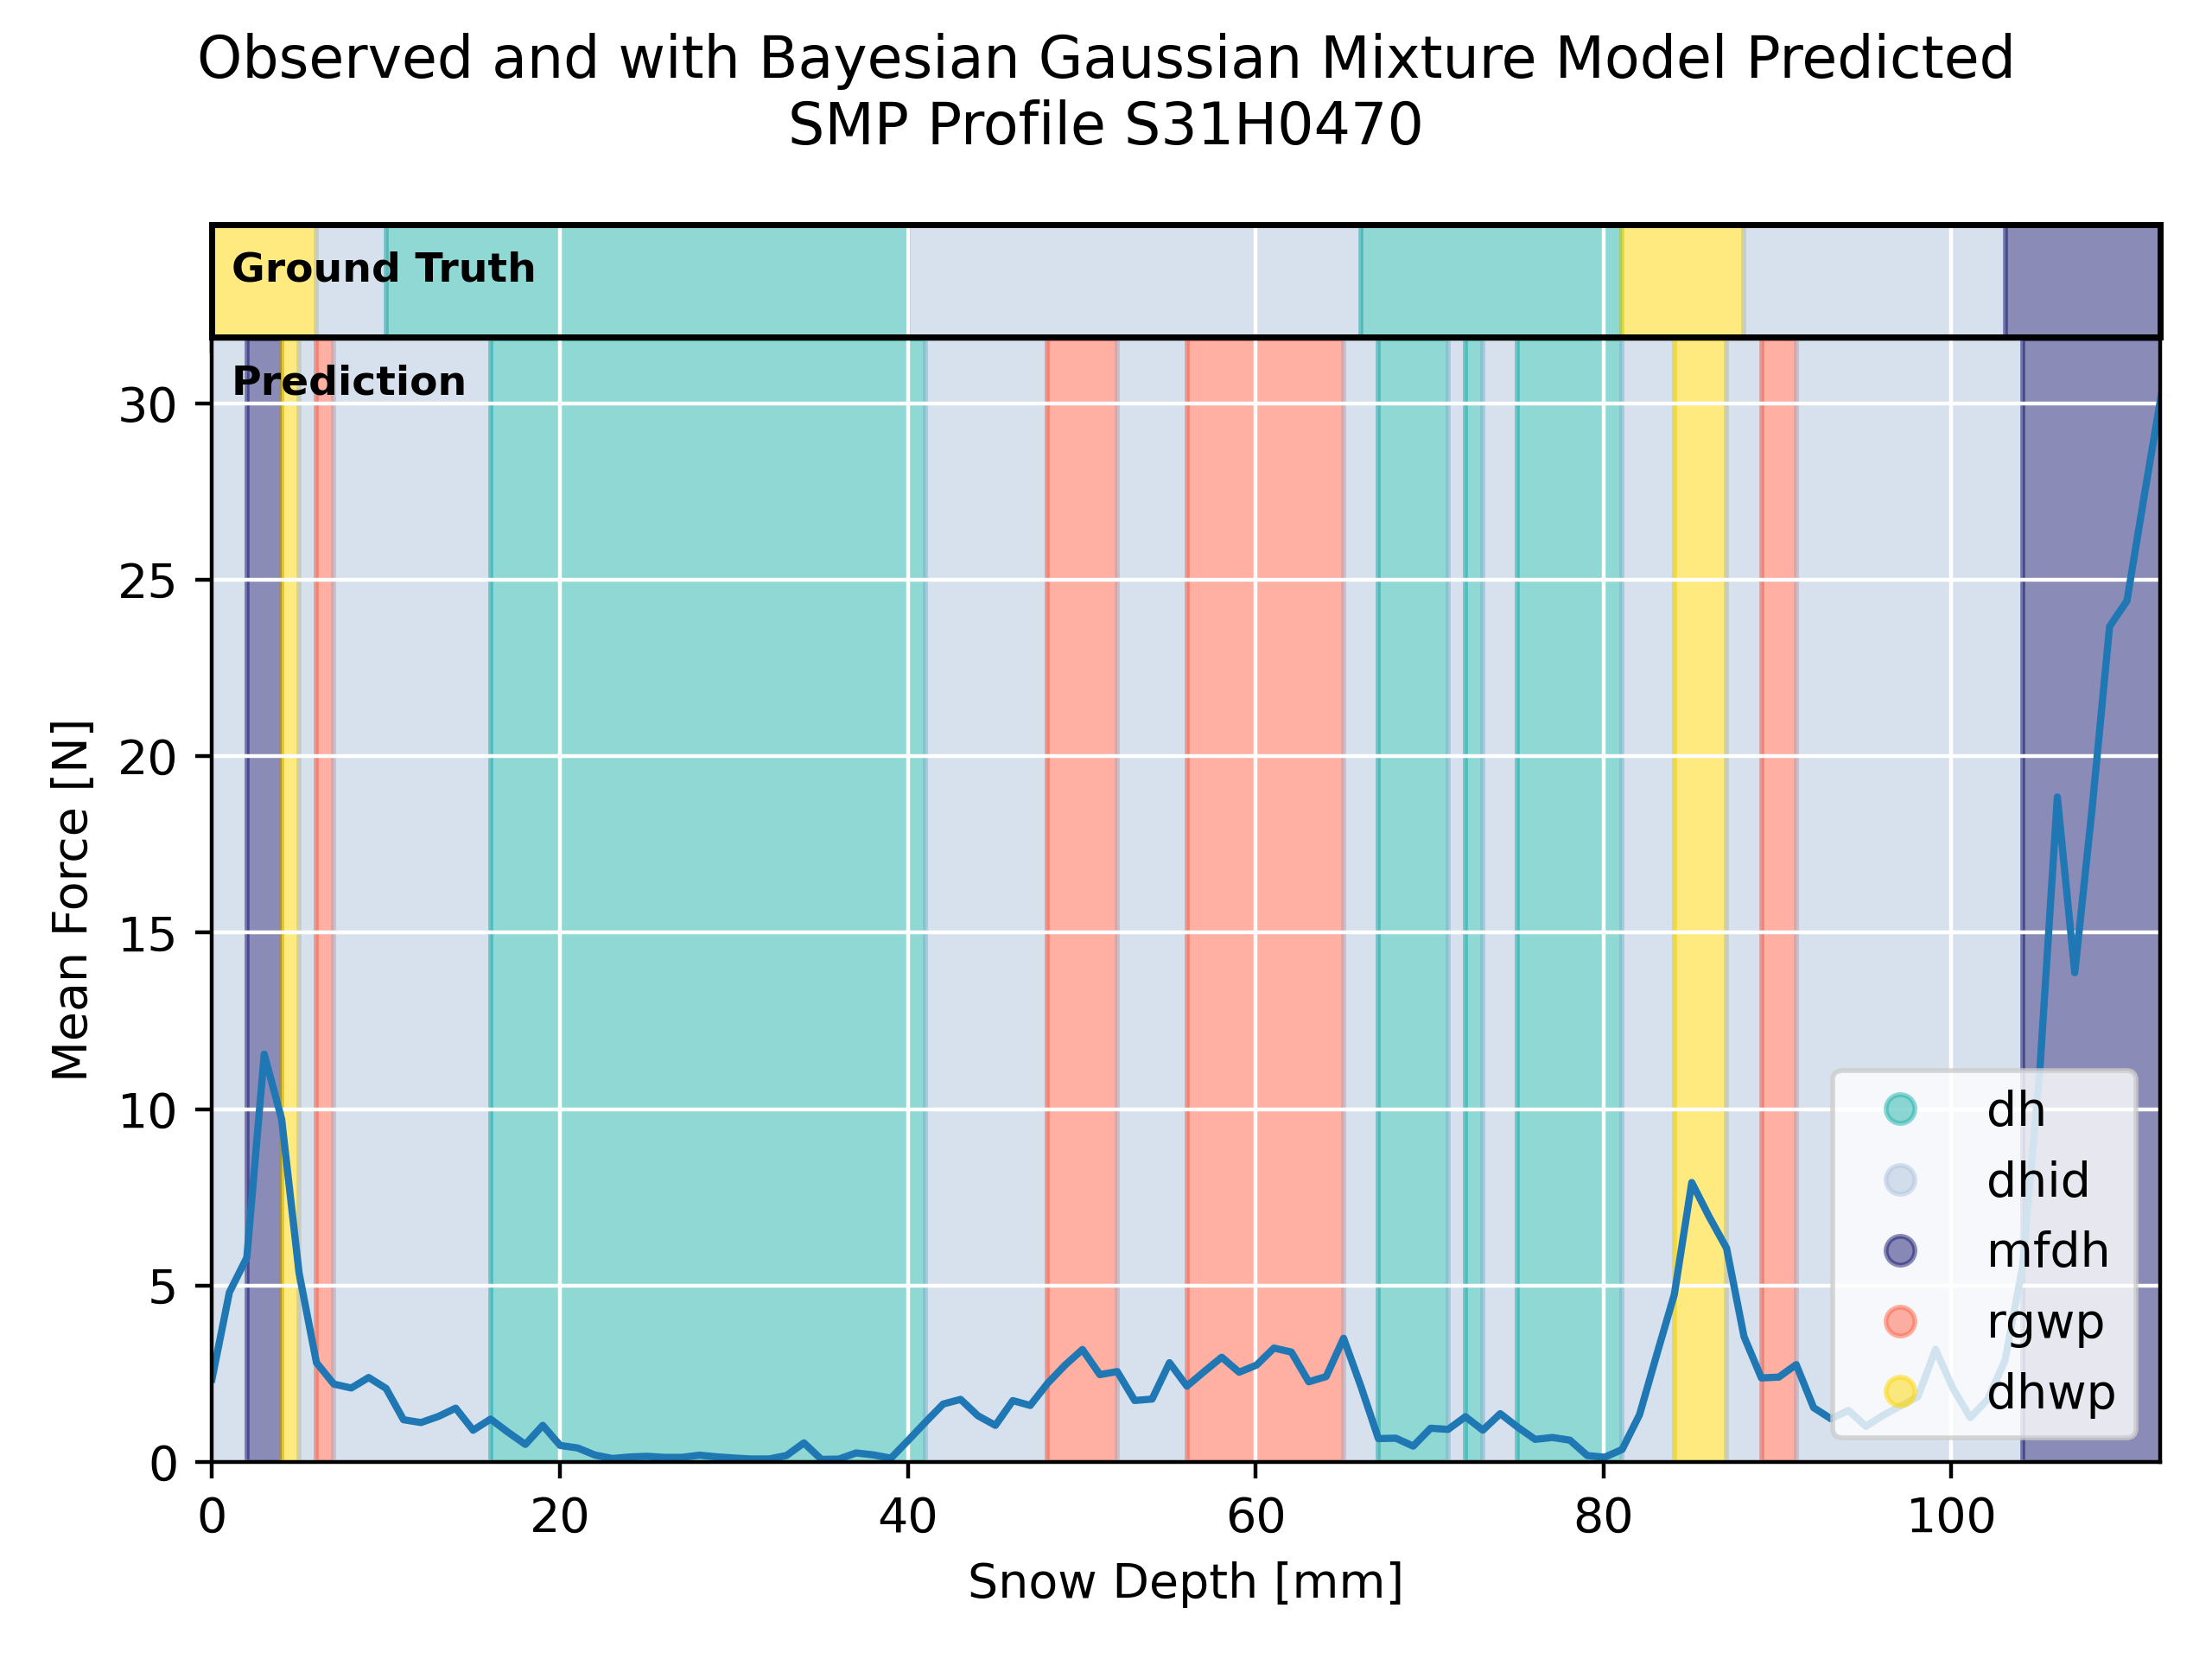 Observed and with Bayesian Gaussian Mixture Model Predicted
SMP Profile S31H0470
Ground Truth
Prediction
30
25
20
15
10
5
0
Mean Force [N]
dh
dhid
mfdh
rgwp
dhwp
0 20 40 60 80 100
Snow Depth [mm]